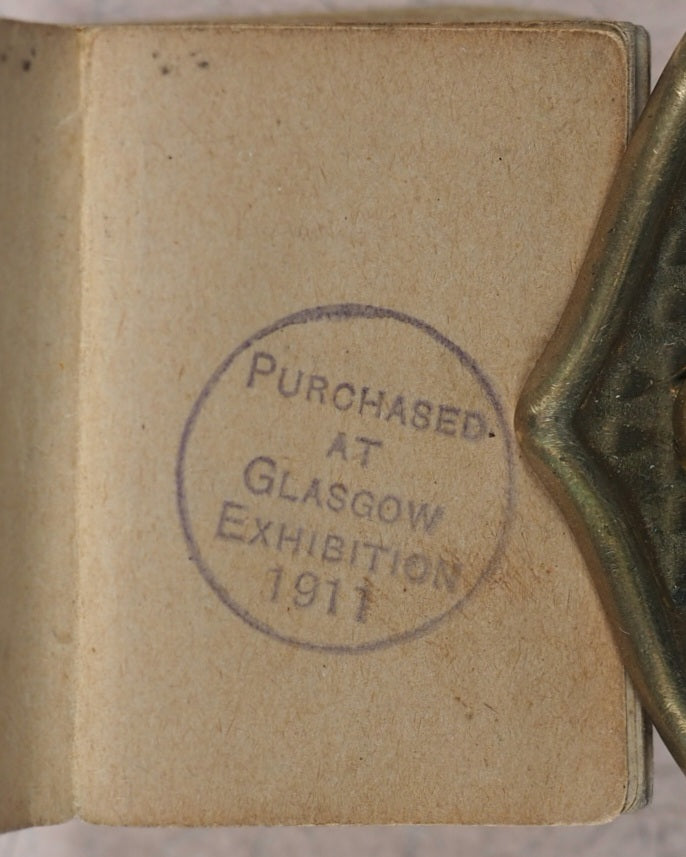 PURCHASED
AT
GLASGOW
EXHIBITION
1911